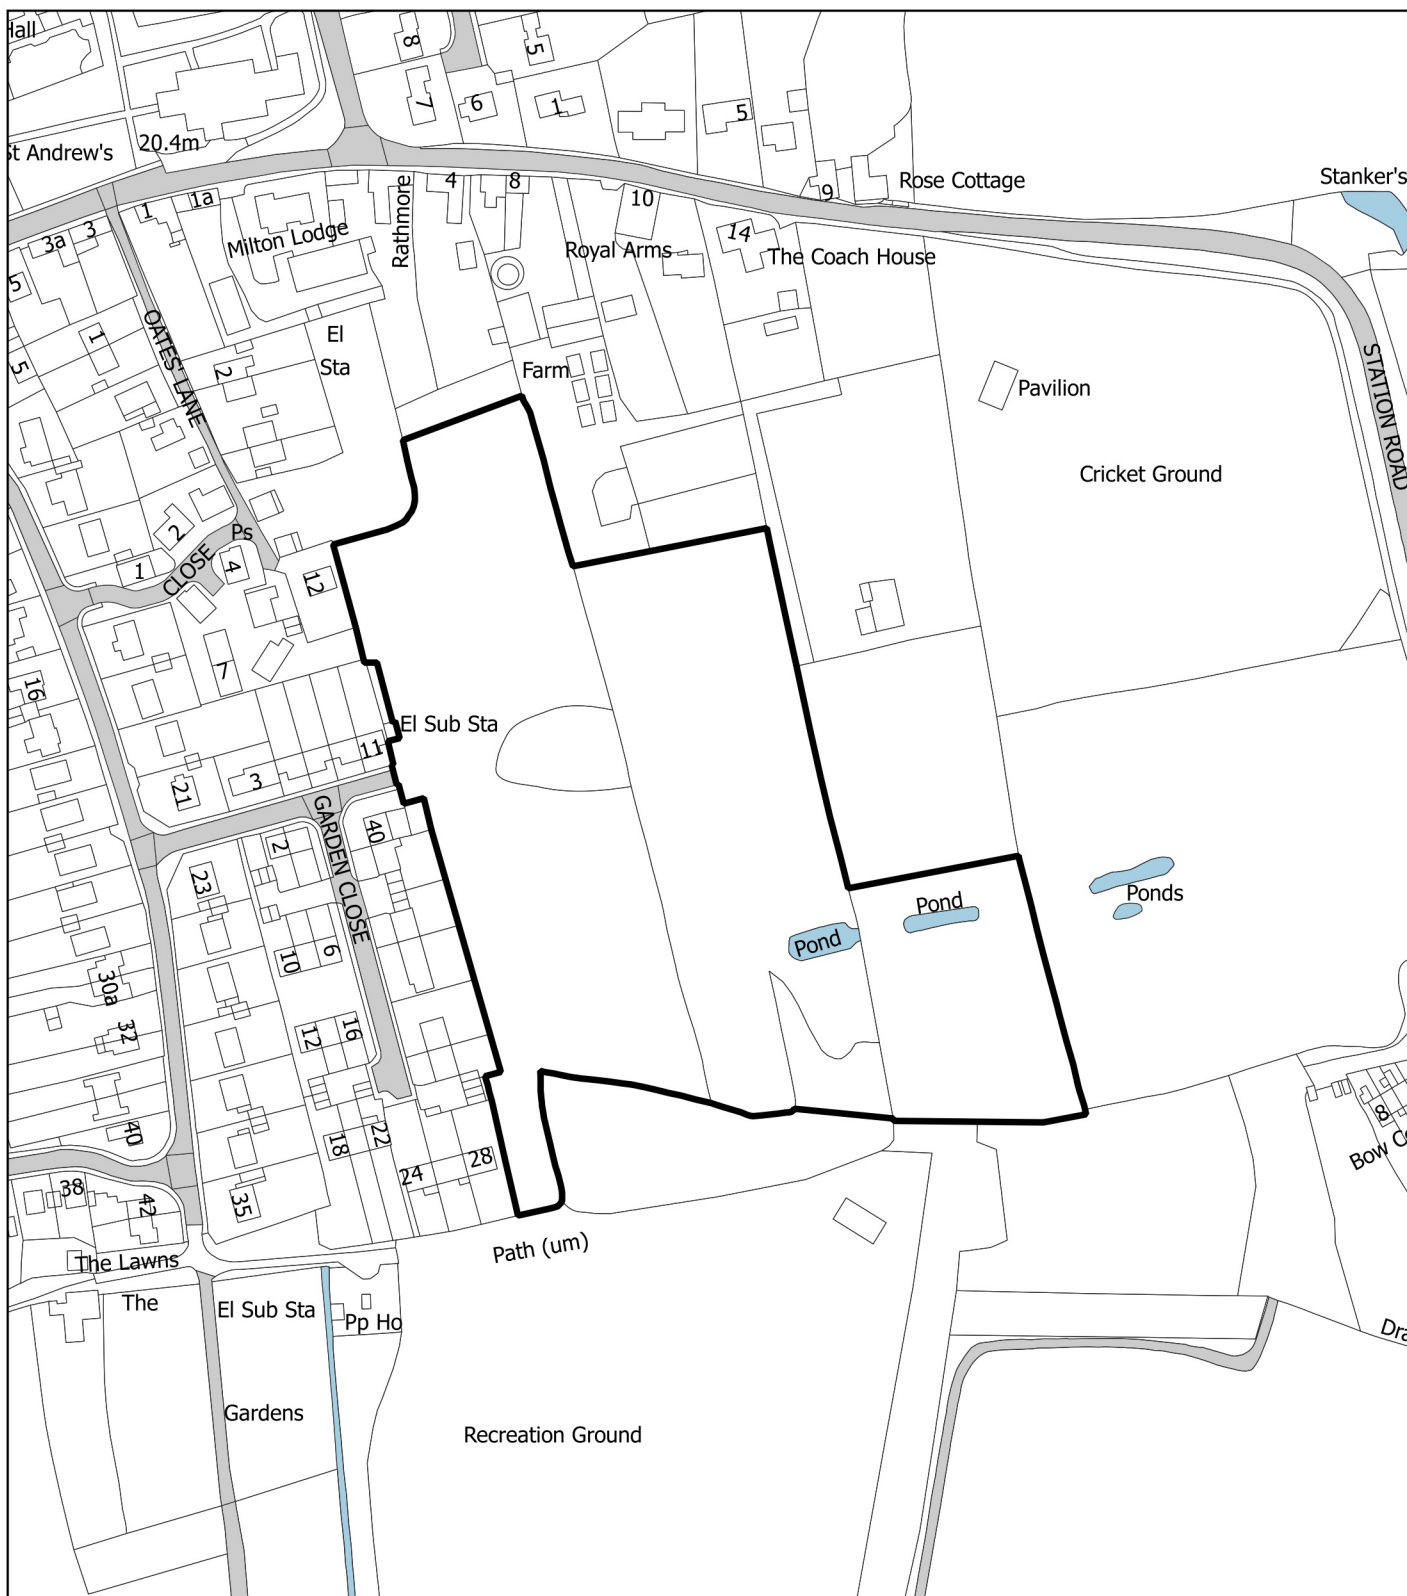 Hall
8
5
7
6
1
5
20.4m
St Andrew's
Stanker's
Rose Cottage
9
4
8
10
1a
1
3
3a
Rathmore
Milton Lodge
Royal Arms
14
The Coach House
5
OATES' LANE
1
El
Sta
STATION ROAD
5
2
Farm
Pavilion
Cricket Ground
Ps
2
CLOSE
1
4
12
7
16
El Sub Sta
11
3
21
GARDEN CLOSE
40
2
23
Ponds
Pond
Pond
6
10
30a
32
16
12
40
18
22
8
Bow Co
28
24
38
42
35
Path (um)
The Lawns
The
El Sub Sta
Pp Ho
Dra
Gardens
Recreation Ground